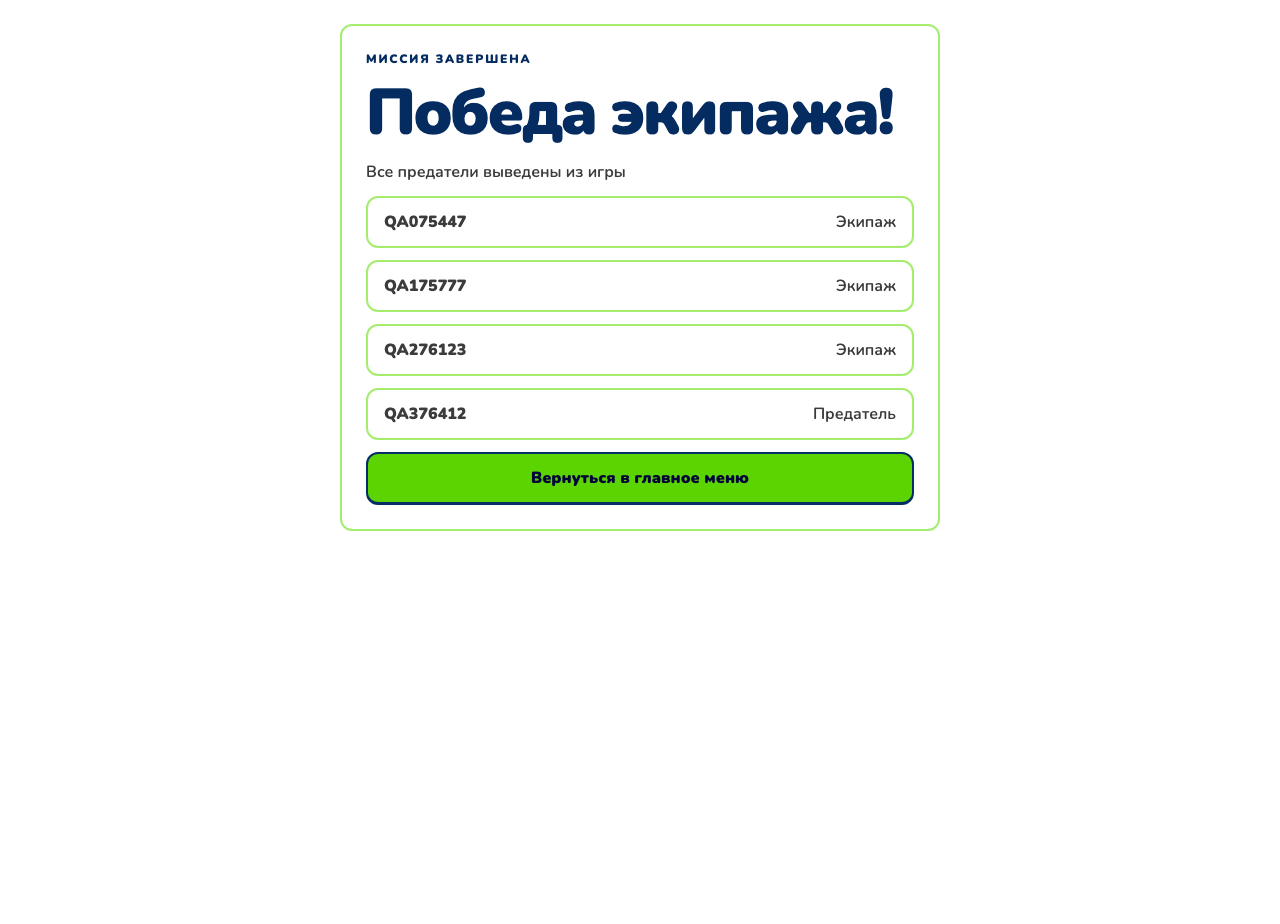 МИССИЯ ЗАВЕРШЕНА
Победа экипажа!
Все предатели выведены из игры
QA075447 Экипаж
QA175777 Экипаж
QA276123 Экипаж
QA376412 Предатель
Вернуться в главное меню